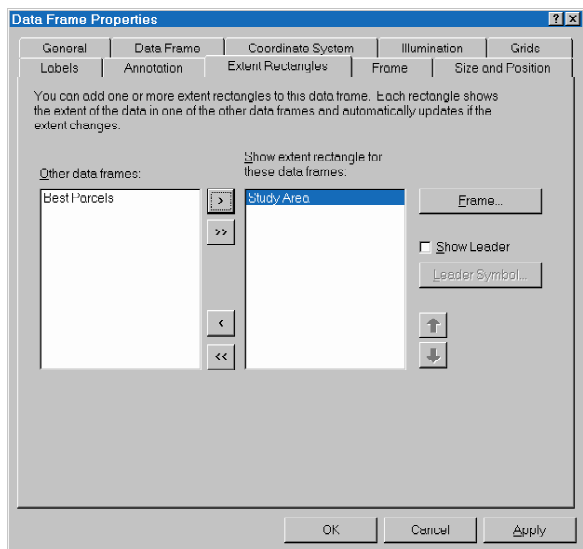 Data Frame Properties
General Data Frame Coordinate System Illumination Grids
Labels Annotation Extent Rectangles Frame Size and Position
You can add one or more extent rectangles to this data frame. Each rectangle shows
the extent of the data in one of the other data frames and automatically updates if the
extent changes.
Other data frames:
Show extent rectangle for
these data frames:
Best Parcels
>
>>
<
<<
Study Area
Frame...
Show Leader
Leader Symbol...
OK Cancel Apply